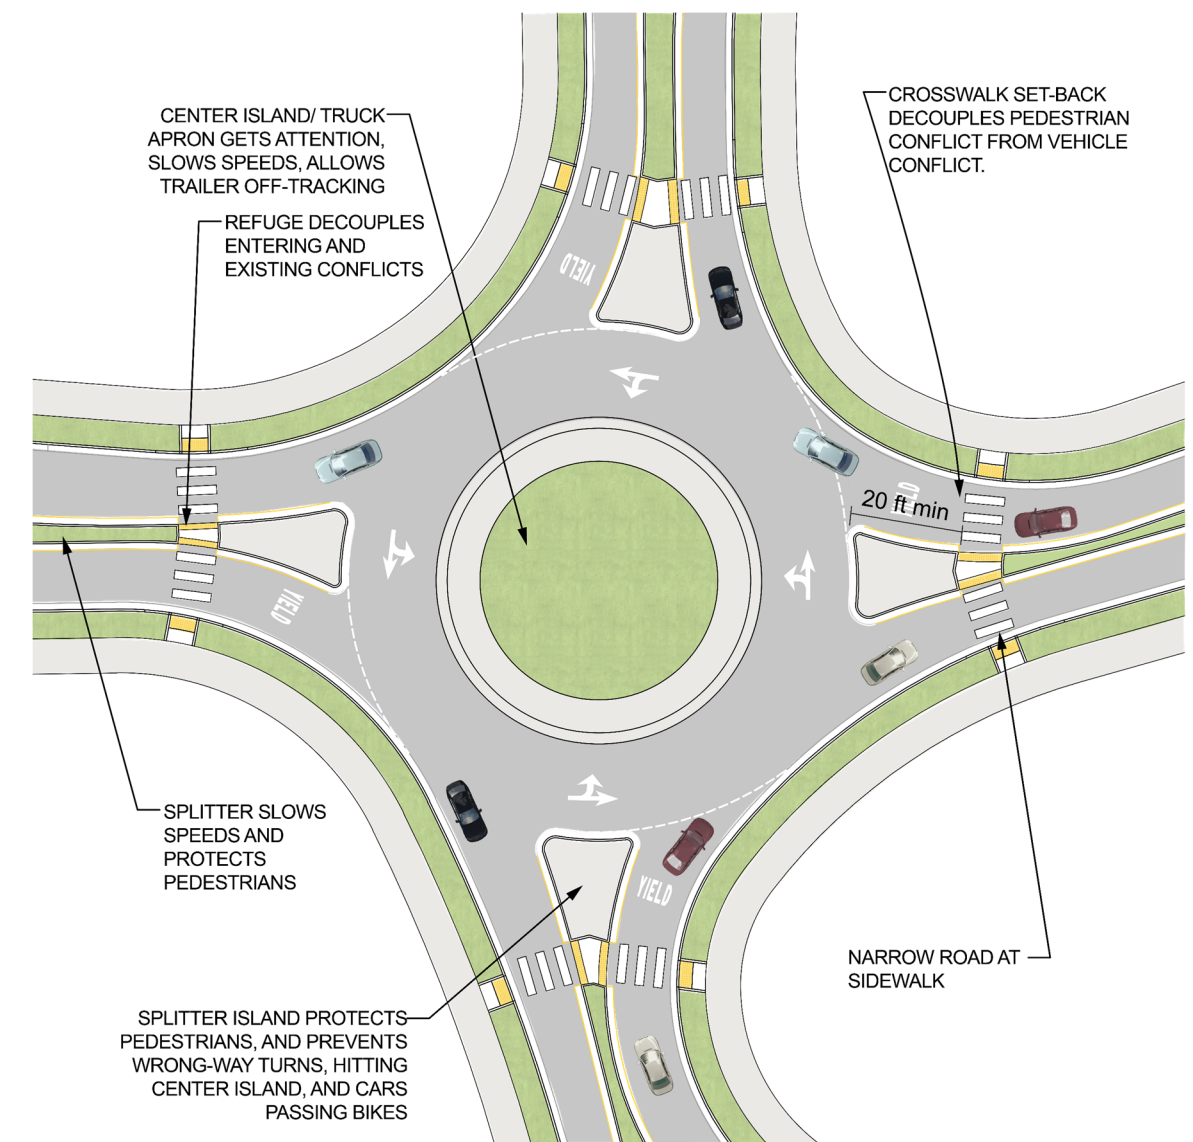 CENTER ISLAND/ TRUCK
APRON GETS ATTENTION,
SLOWS SPEEDS, ALLOWS
TRAILER OFF-TRACKING
CROSSWALK SET-BACK
DECOUPLES PEDESTRIAN
CONFLICT FROM VEHICLE
CONFLICT.
REFUGE DECOUPLES
ENTERING AND
EXISTING CONFLICTS
YIELD
YIELD
20 ft min
YIELD
SPLITTER SLOWS
SPEEDS AND
PROTECTS
PEDESTRIANS
YIELD
NARROW ROAD AT
SIDEWALK
SPLITTER ISLAND PROTECTS
PEDESTRIANS, AND PREVENTS
WRONG-WAY TURNS, HITTING
CENTER ISLAND, AND CARS
PASSING BIKES